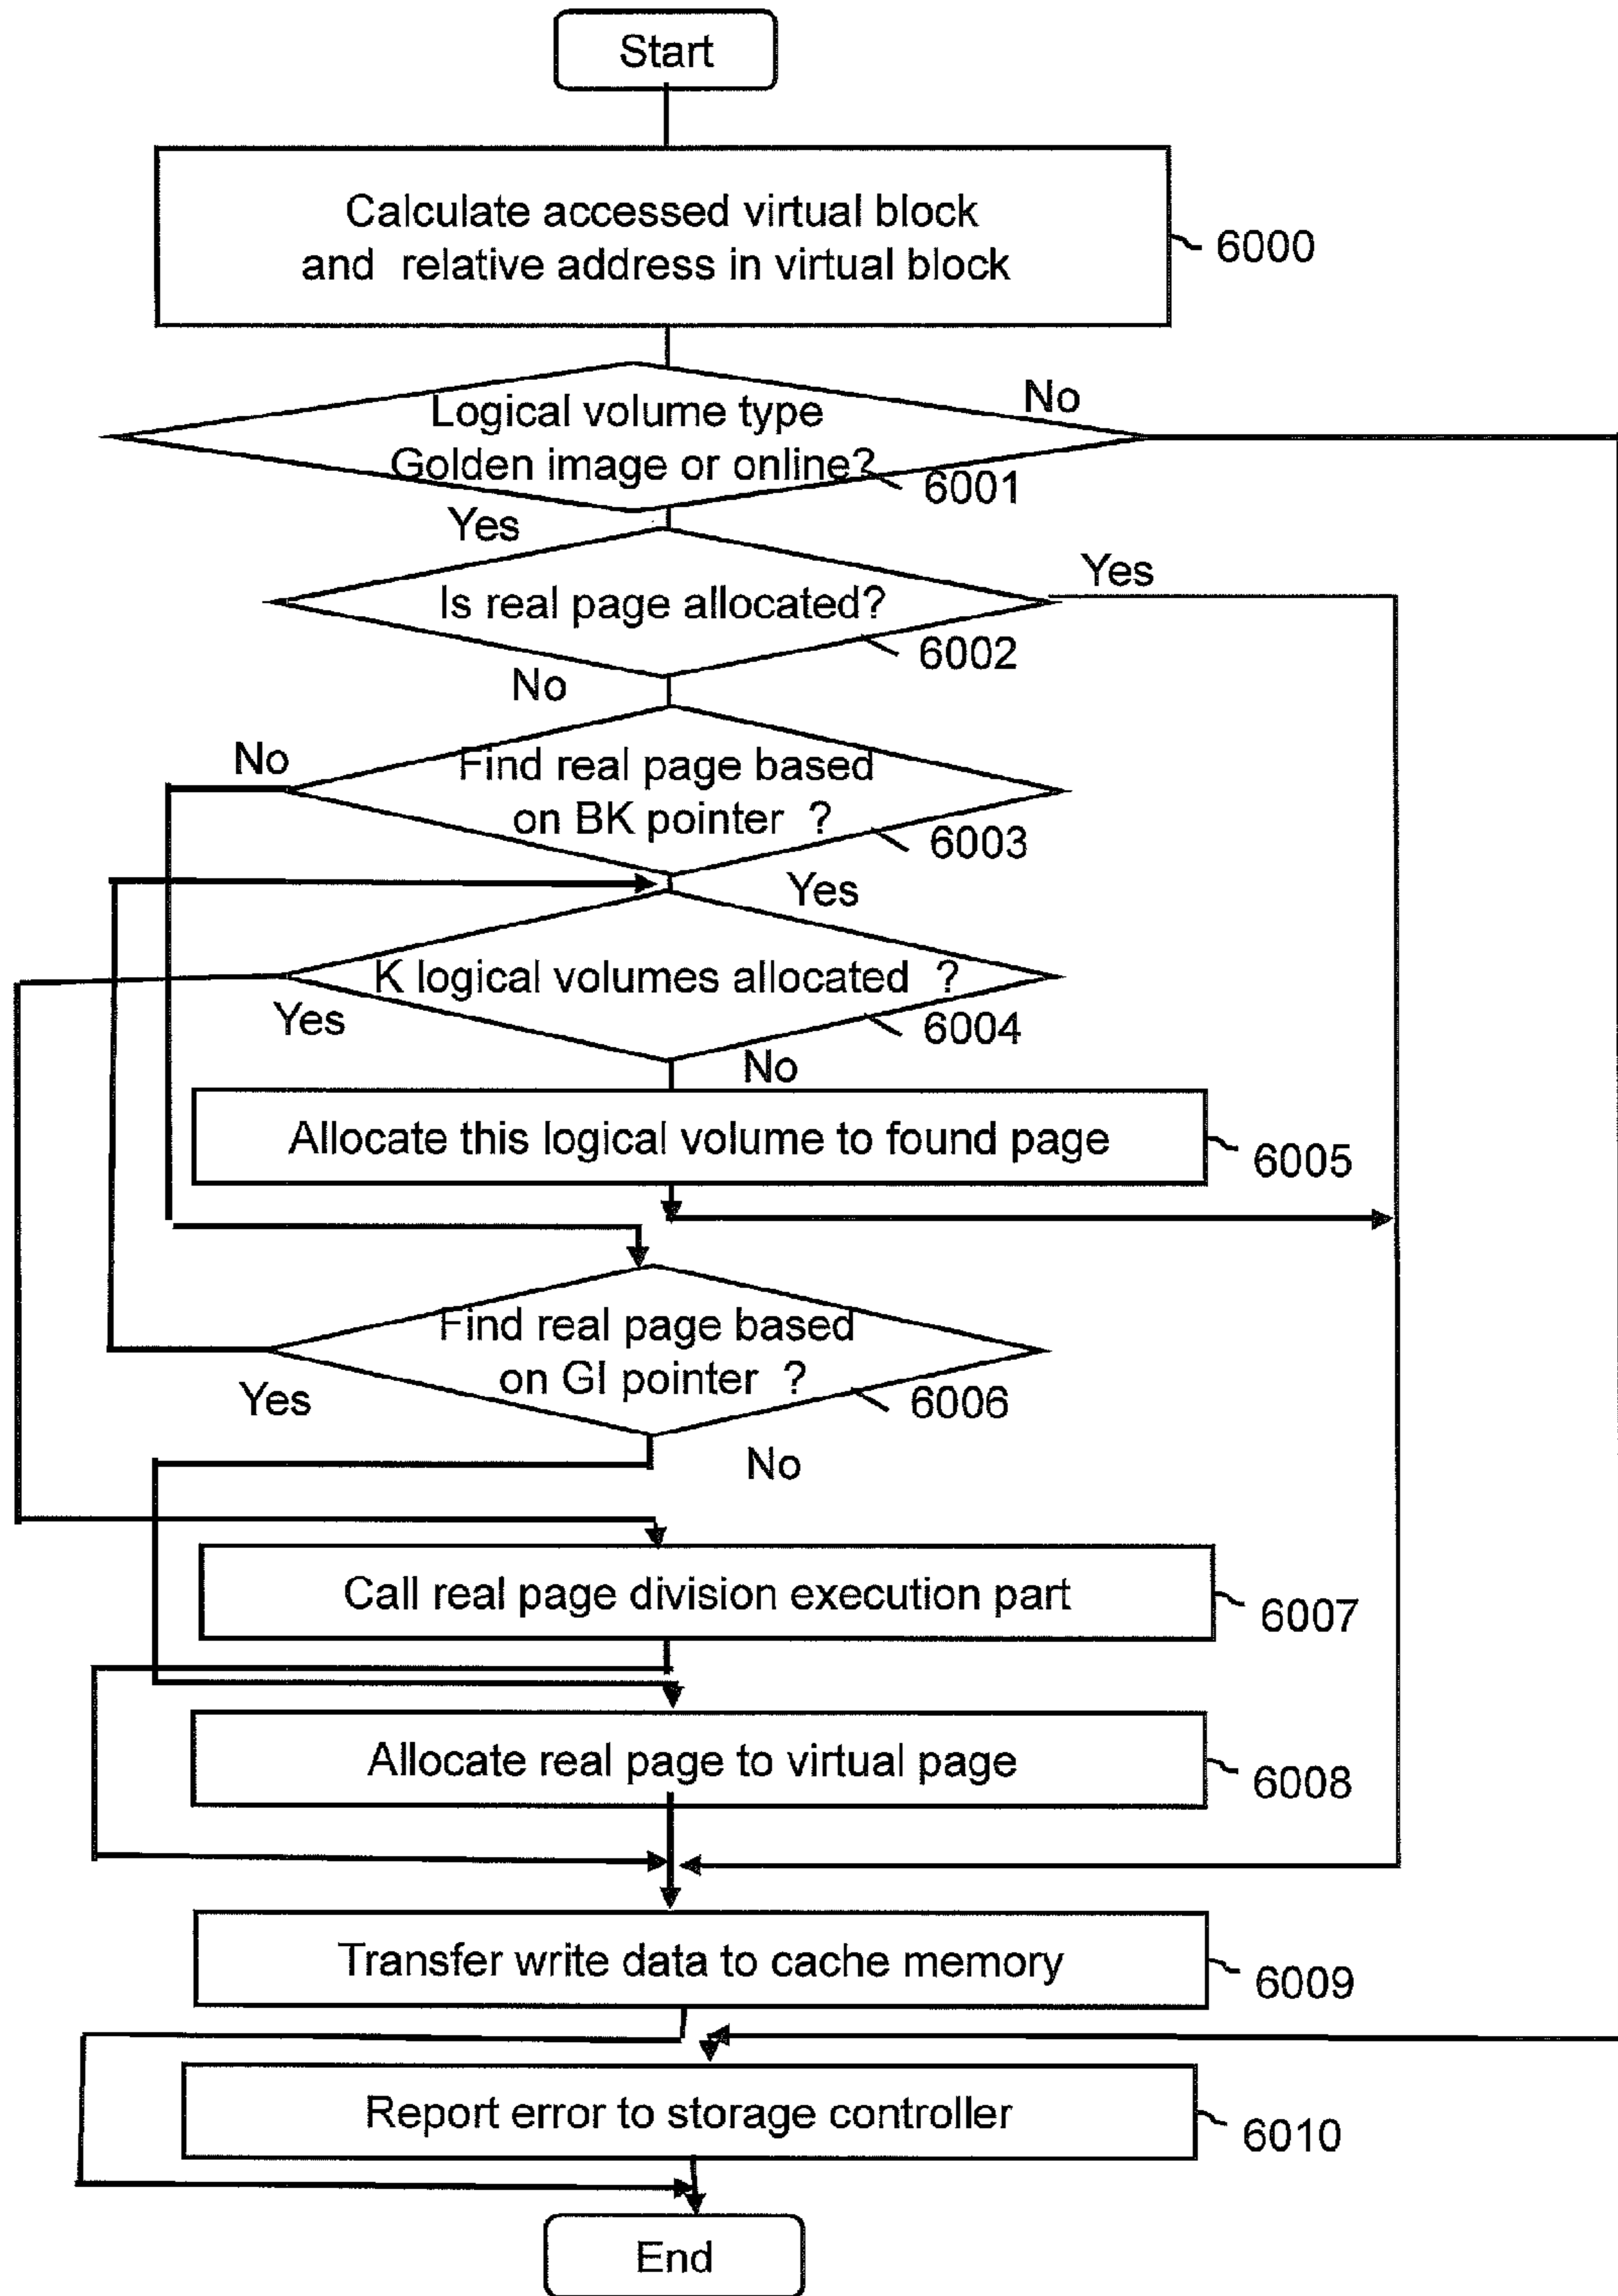 Start
Calculate accessed virtual block
and relative address in virtual block
6000
No
Logical volume type
Golden image or online?
6001
Yes
Yes
Is real page allocated?
6002
No
No
Find real page based
on BK pointer ?
6003
Yes
K logical volumes allocated ?
Yes
6004
No
Allocate this logical volume to found page
6005
Find real page based
on GI pointer ?
Yes
6006
No
Call real page division execution part
6007
Allocate real page to virtual page
6008
Transfer write data to cache memory
6009
Report error to storage controller
6010
End